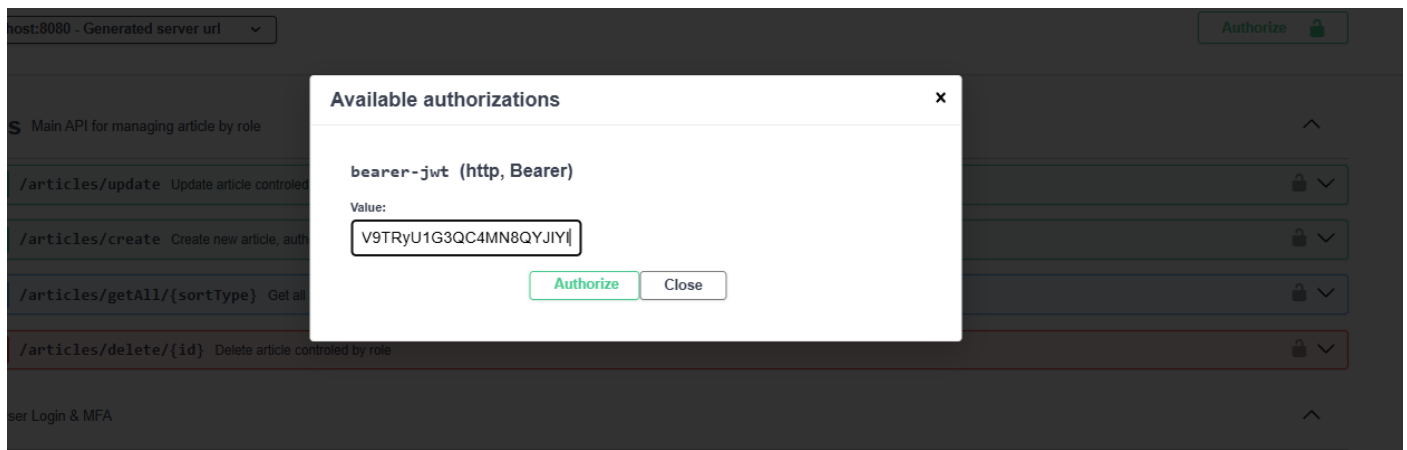 host:8080 - Generated server url
Authorize
Available authorizations
s Main API for managing article by role
bearer-jwt (http, Bearer)
/articles/update Update article controled
Value:
V9TRyU1G3QC4MN8QYJIYI
/articles/create Create new article, auth
Authorize Close
/articles/getAll/{sortType} Get all
/articles/delete/{id} Delete article controled by role
ser Login & MFA